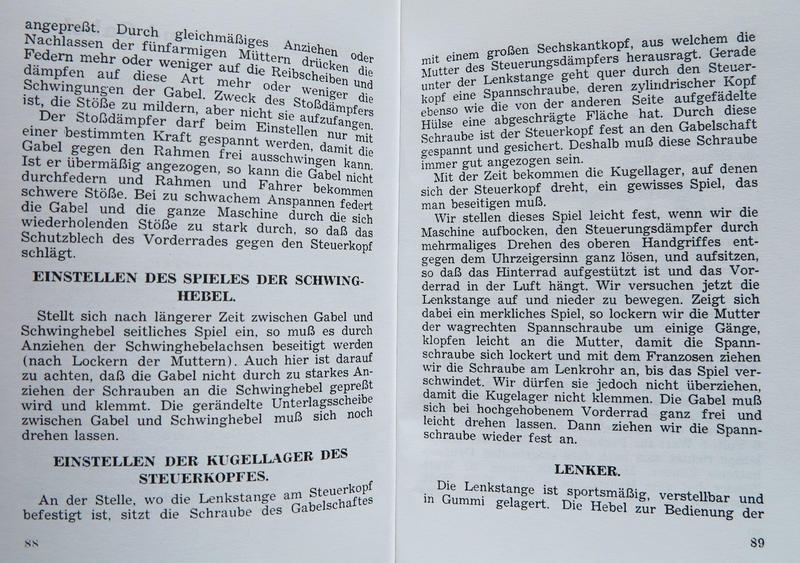 angepreßt. Durch gleichmäßiges Anziehen oder
Nachlassen der fünfarmigen Müttern drücken die
Federn mehr oder weniger auf die Reibscheiben und
dämpfen auf diese Art mehr oder weniger die
Schwingungen der Gabel. Zweck des Stoßdämpfers
ist, die Stöße zu mildern, aber nicht sie aufzufangen.
Der Stoßdämpfer darf beim Einstellen nur mit
einer bestimmten Kraft gespannt werden, damit die
Gabel gegen den Rahmen frei ausschwingen kann.
Ist er übermäßig angezogen, so kann die Gabel nicht
durchfedern und Rahmen und Fahrer bekommen
schwere Stöße. Bei zu schwachem Anspannen federt
die Gabel und die ganze Maschine durch die sich
wiederholenden Stöße zu stark durch, so daß das
Schutzblech des Vorderrades gegen den Steuerkopf
schlägt.
EINSTELLEN DES SPIELES DER SCHWING-
HEBEL.
Stellt sich nach längerer Zeit zwischen Gabel und
Schwinghebel seitliches Spiel ein, so muß es durch
Anziehen der Schwinghebelachsen beseitigt werden
(nach Lockern der Muttern). Auch hier ist darauf
zu achten, daß die Gabel nicht durch zu starkes An-
ziehen der Schrauben an die Schwinghebel gepreßt
wird und klemmt. Die gerändelte Unterlagsscheibe
zwischen Gabel und Schwinghebel muß sich noch
drehen lassen.
EINSTELLEN DER KUGELLAGER DES
STEUERKOPFES.
An der Stelle, wo die Lenkstange am Steuerkopf
befestigt ist, sitzt die Schraube des Gabelschaftes
88
mit einem großen Sechskantkopf, aus welchem die
Mutter des Steuerungsdämpfers herausragt. Gerade
unter der Lenkstange geht quer durch den Steuer-
kopf eine Spannschraube, deren zylindrischer Kopf
ebenso wie die von der anderen Seite aufgefädelte
Hülse eine abgeschrägte Fläche hat. Durch diese
Schraube ist der Steuerkopf fest an den Gabelschaft
gespannt und gesichert. Deshalb muß diese Schraube
immer gut angezogen sein.
Mit der Zeit bekommen die Kugellager, auf denen
sich der Steuerkopf dreht, ein gewisses Spiel, das
man beseitigen muß.
Wir stellen dieses Spiel leicht fest, wenn wir die
Maschine aufbocken, den Steuerungsdämpfer durch
mehrmaliges Drehen des oberen Handgriffes ent-
gegen dem Uhrzeigersinn ganz lösen, und aufsitzen,
so daß das Hinterrad aufgestützt ist und das Vor-
derrad in der Luft hängt. Wir versuchen jetzt die
Lenkstange auf und nieder zu bewegen. Zeigt sich
dabei ein merkliches Spiel, so lockern wir die Mutter
der wagrechten Spannschraube um einige Gänge,
klopfen leicht an die Mutter, damit die Spann-
schraube sich lockert und mit dem Franzosen ziehen
wir die Schraube am Lenkrohr an, bis das Spiel ver-
schwindet. Wir dürfen sie jedoch nicht überziehen,
damit die Kugelager nicht klemmen. Die Gabel muß
sich bei hochgehobenem Vorderrad ganz frei und
leicht drehen lassen. Dann ziehen wir die Spann-
schraube wieder fest an.
LENKER.
Die Lenkstange ist sportsmäßig, verstellbar und
in Gummi gelagert. Die Hebel zur Bedienung der
89